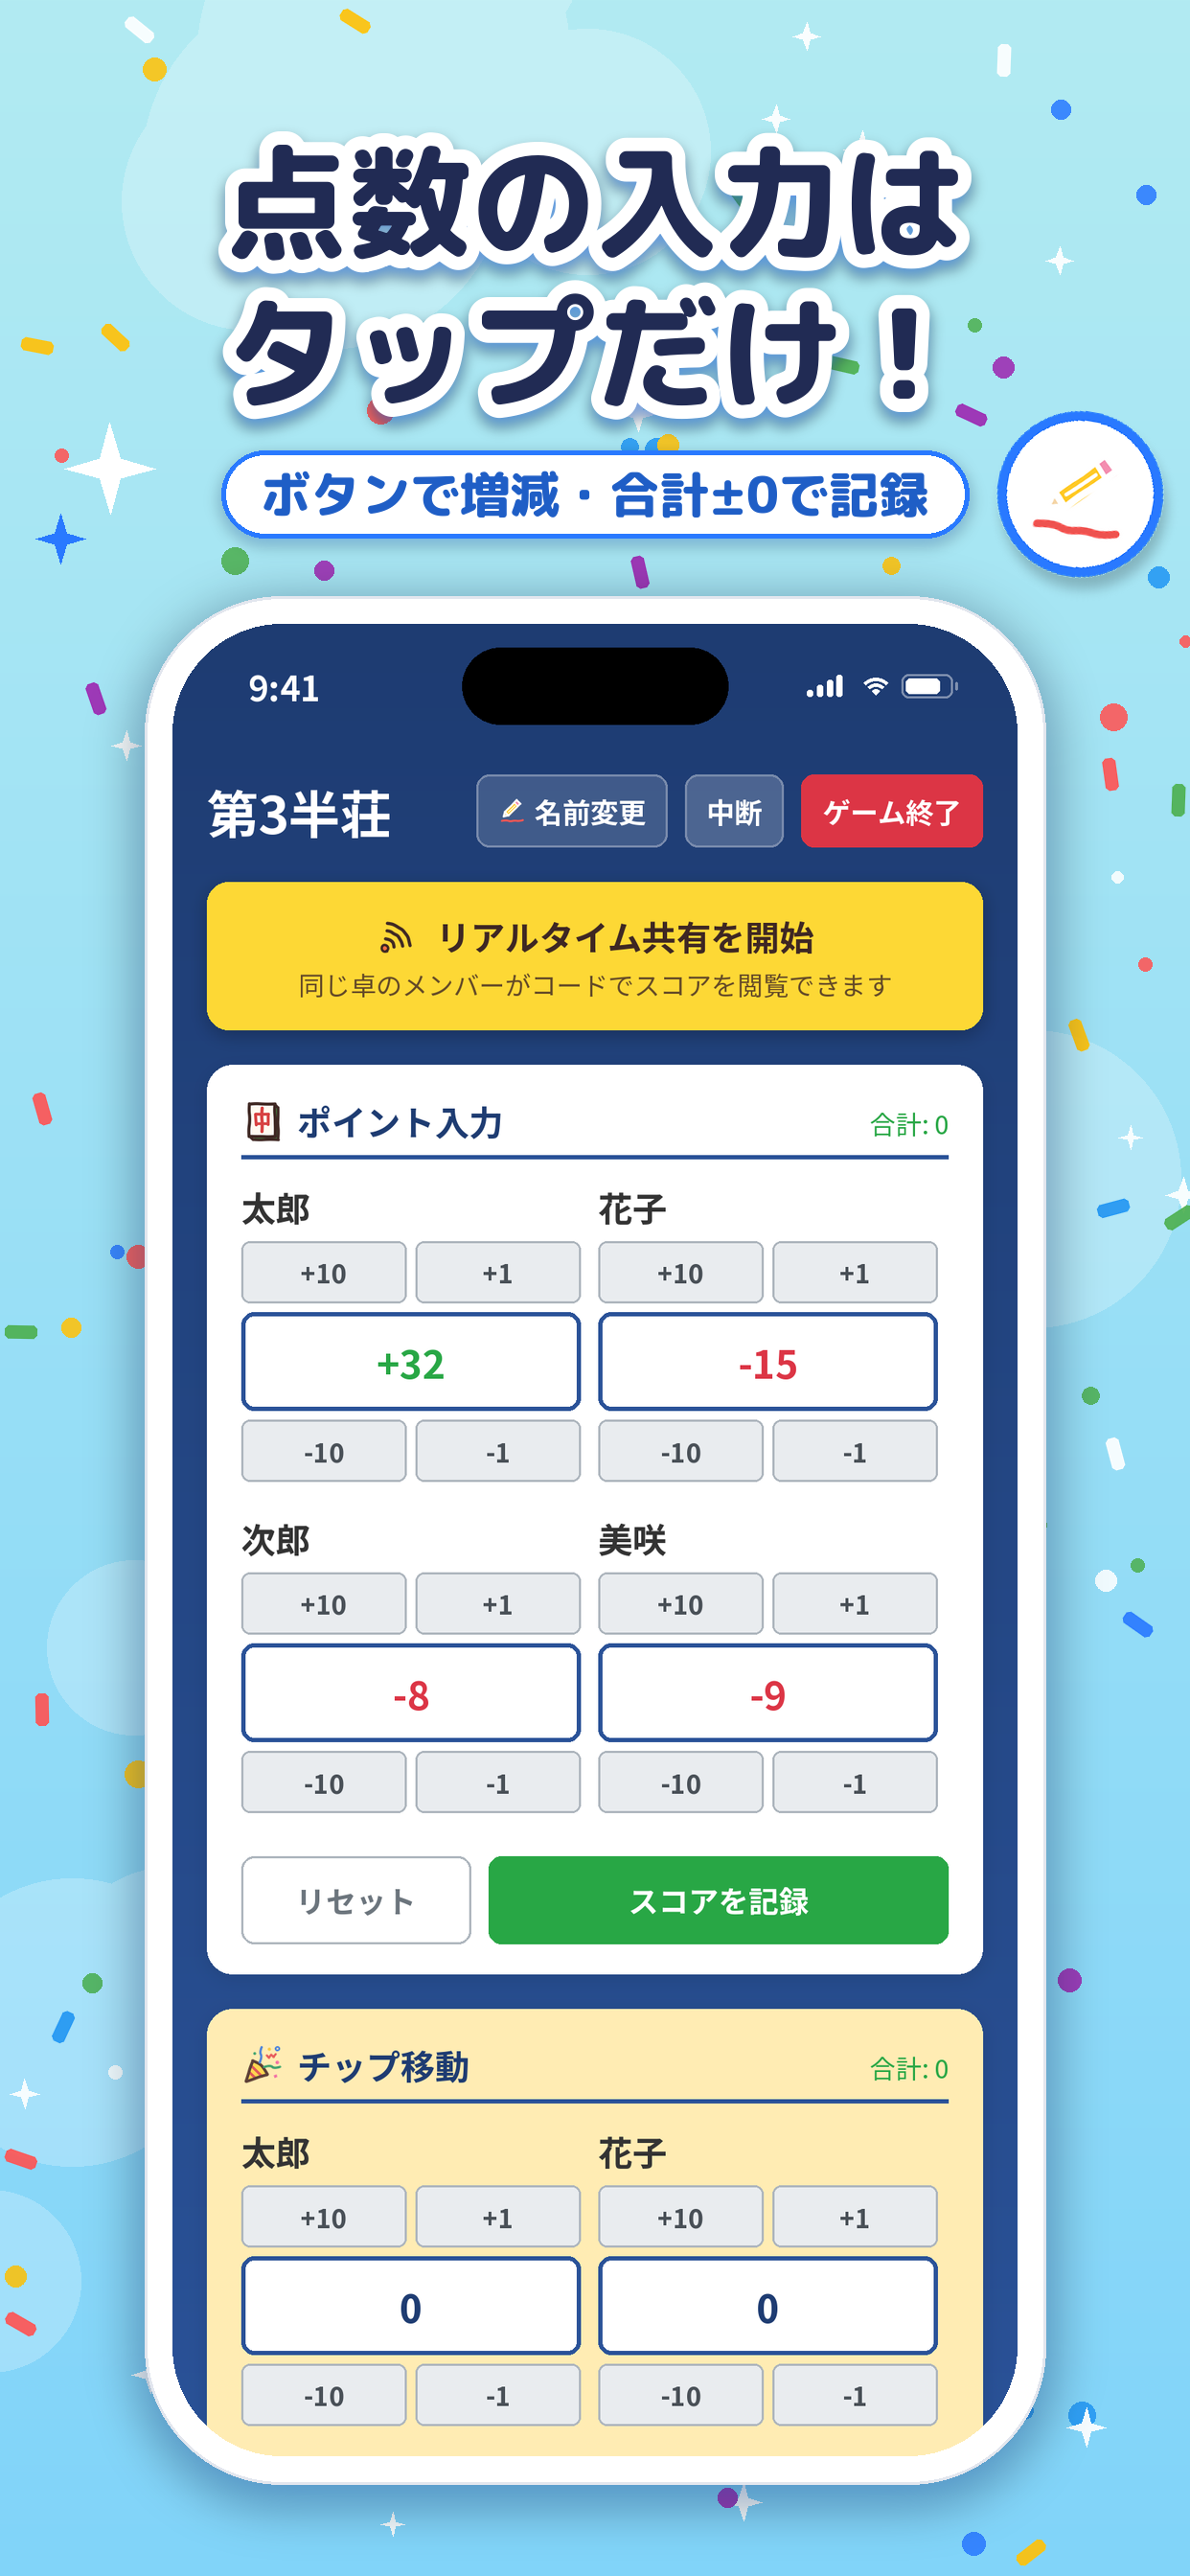 点数の入力は
タップだけ！
ボタンで増減・合計±0で記録
9:41
第3半荘
名前変更
中断
ゲーム終了
リアルタイム共有を開始
同じ卓のメンバーがコードでスコアを閲覧できます
中
ポイント入力
合計: 0
太郎 花子
+10 +1 +10 +1
+32 -15
-10 -1 -10 -1
次郎 美咲
+10 +1 +10 +1
-8 -9
-10 -1 -10 -1
リセット
スコアを記録
チップ移動
合計: 0
太郎 花子
+10 +1 +10 +1
0 0
-10 -1 -10 -1